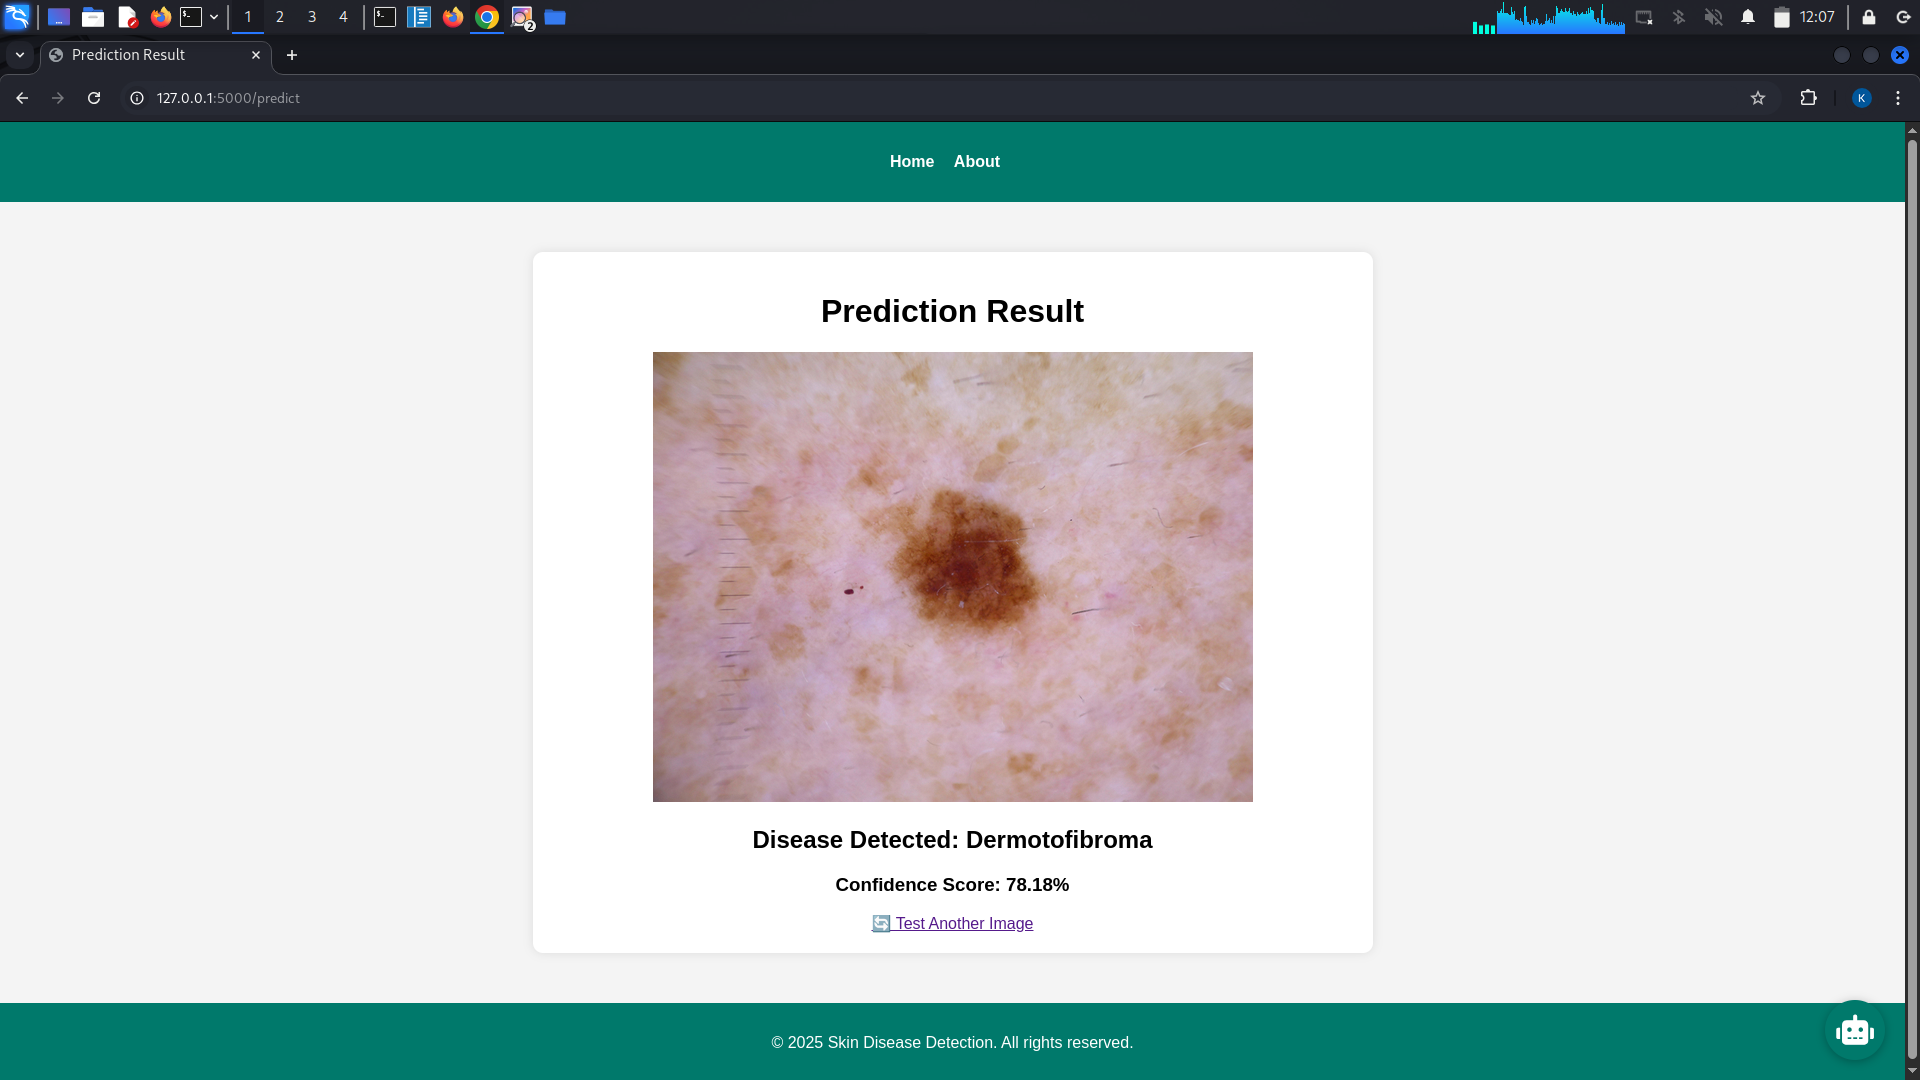 1 2 3 4 2 12:07
Prediction Result
127.0.0.1:5000/predict K
Home About
Prediction Result
Disease Detected: Dermotofibroma
Confidence Score: 78.18%
Test Another Image
© 2025 Skin Disease Detection. All rights reserved.